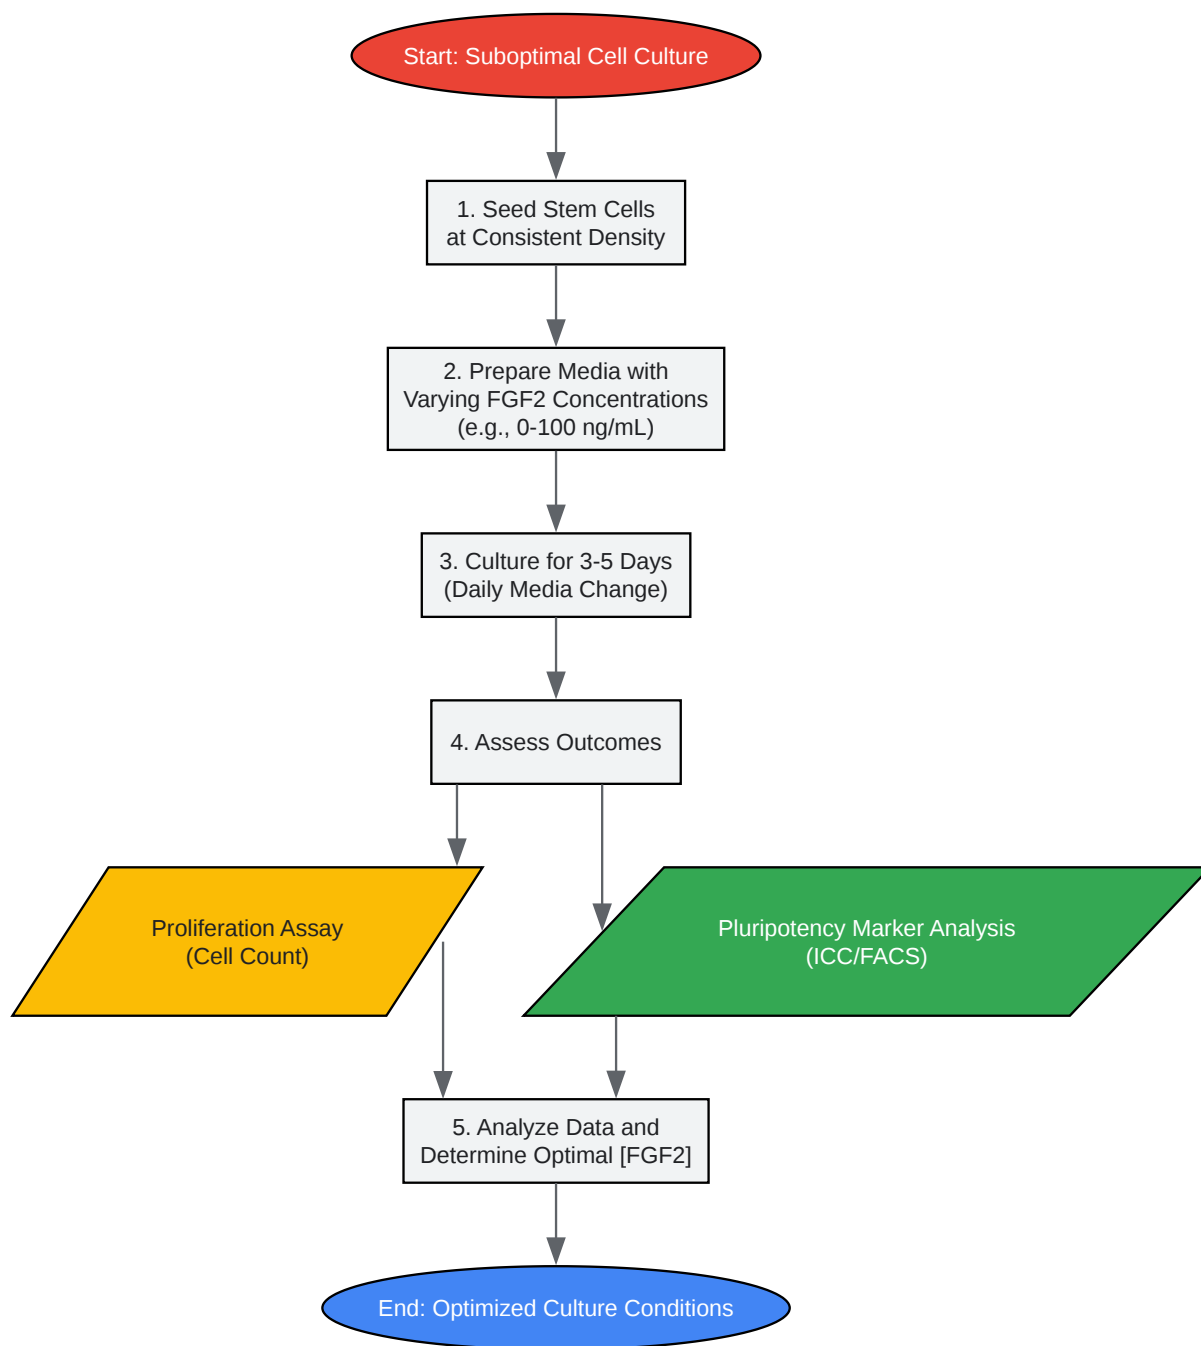 Start: Suboptimal Cell Culture
1. Seed Stem Cells
at Consistent Density
2. Prepare Media with
Varying FGF2 Concentrations
(e.g., 0-100 ng/mL)
3. Culture for 3-5 Days
(Daily Media Change)
4. Assess Outcomes
Proliferation Assay
(Cell Count)
Pluripotency Marker Analysis
(ICC/FACS)
5. Analyze Data and
Determine Optimal [FGF2]
End: Optimized Culture Conditions